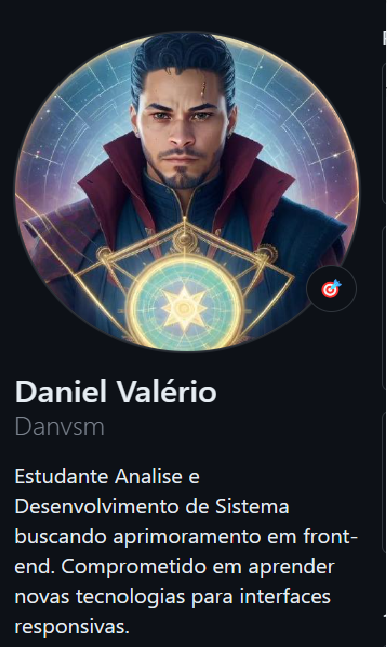 Daniel Valério
Danvsm
Estudante Analise e
Desenvolvimento de Sistema
buscando aprimoramento em front-
end. Comprometido em aprender
novas tecnologias para interfaces
responsivas.